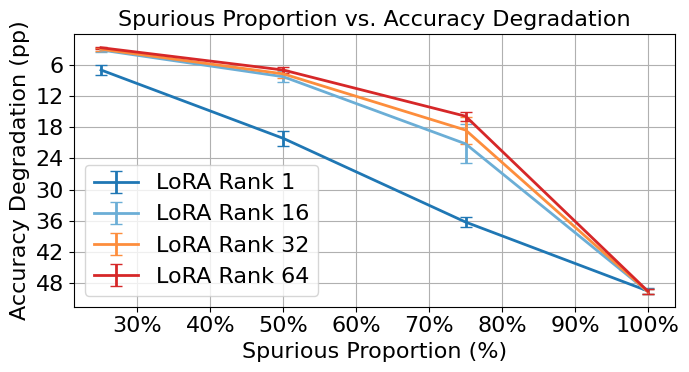 Spurious Proportion vs. Accuracy Degradation
Accuracy Degradation (pp)
6
12
18
24
30
36
42
48
LoRA Rank 1
LoRA Rank 16
LoRA Rank 32
LoRA Rank 64
30% 40% 50% 60% 70% 80% 90% 100%
Spurious Proportion (%)